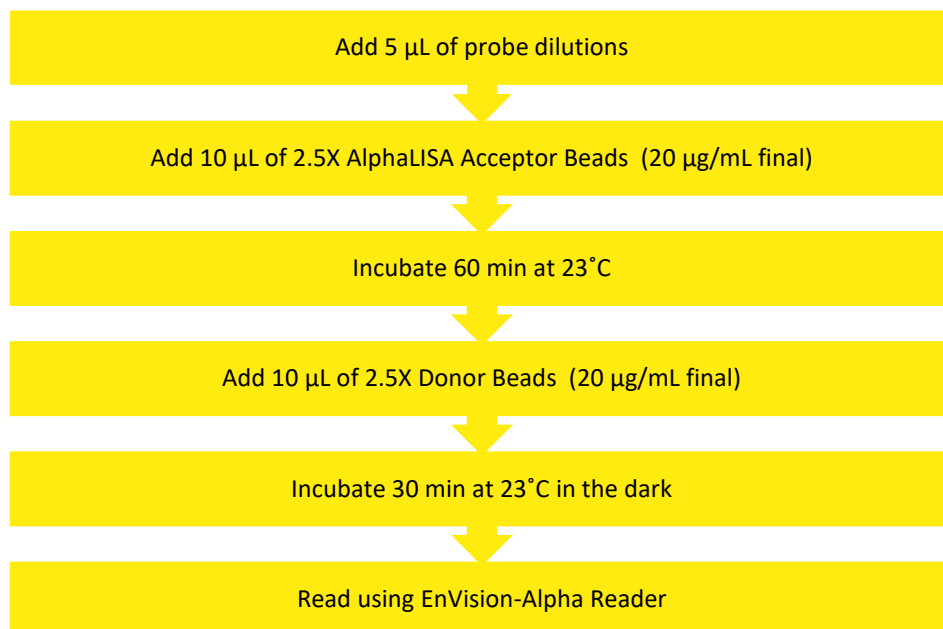 Add 5 µL of probe dilutions
Add 10 µL of 2.5X AlphaLISA Acceptor Beads  (20 µg/mL final)
Incubate 60 min at 23˚C
Add 10 µL of 2.5X Donor Beads  (20 µg/mL final)
Incubate 30 min at 23˚C in the dark
Read using EnVision-Alpha Reader